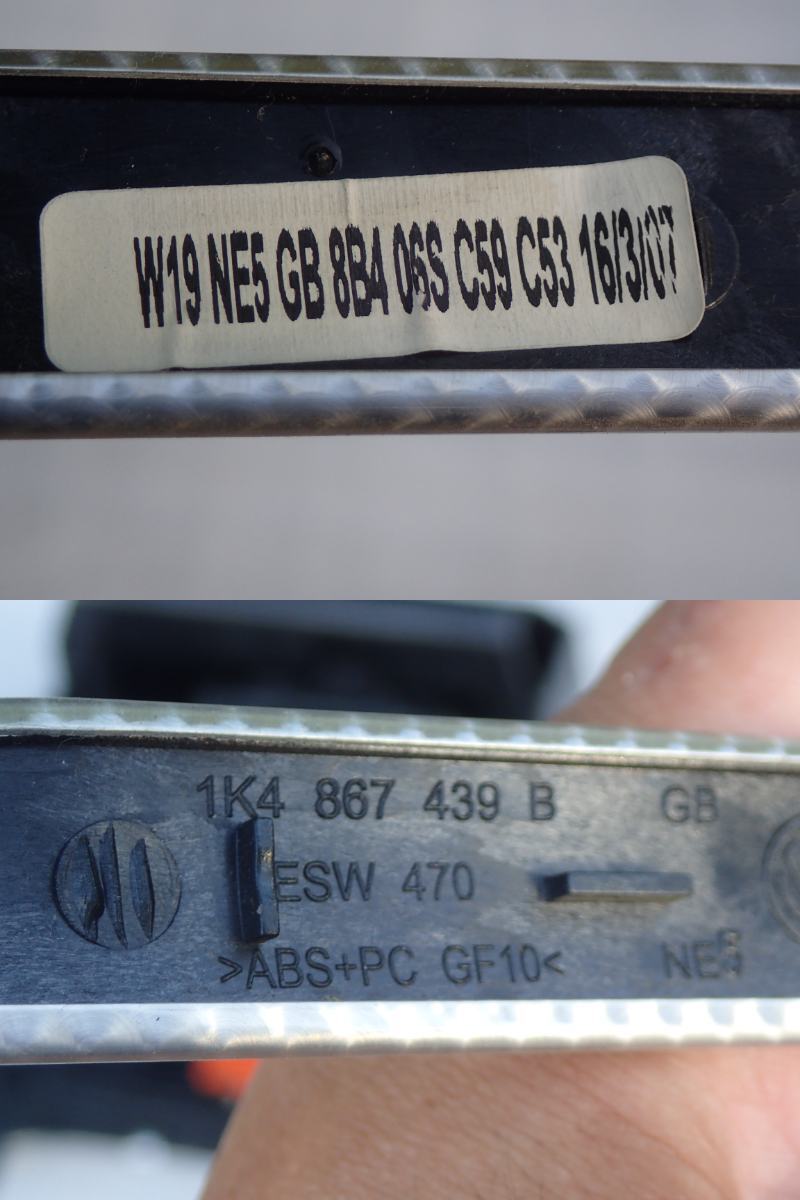 W19 NE5 GB 8B4 06S C59 C53 16/3/07
1K4 867 439 B GB
ESW 470
>ABS+PC GF10< NE5